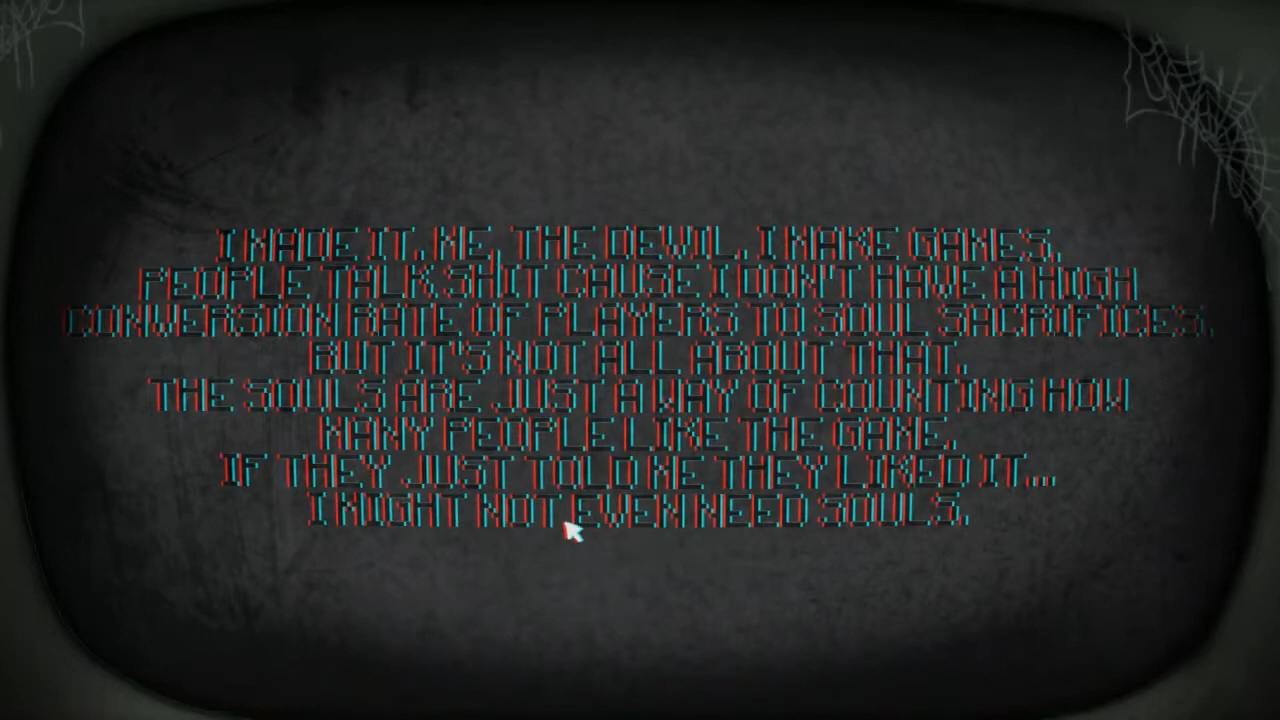 I MADE IT. ME, THE DEVIL. I MAKE GAMES.
PEOPLE TALK SHIT CAUSE I DON'T HAVE A HIGH
CONVERSION RATE OF PLAYERS TO SOUL SACRIFICES.
BUT IT'S NOT ALL ABOUT THAT.
THE SOULS ARE JUST A WAY OF COUNTING HOW
MANY PEOPLE LIKE THE GAME.
IF THEY JUST TOLD ME THEY LIKED IT...
I MIGHT NOT EVEN NEED SOULS.